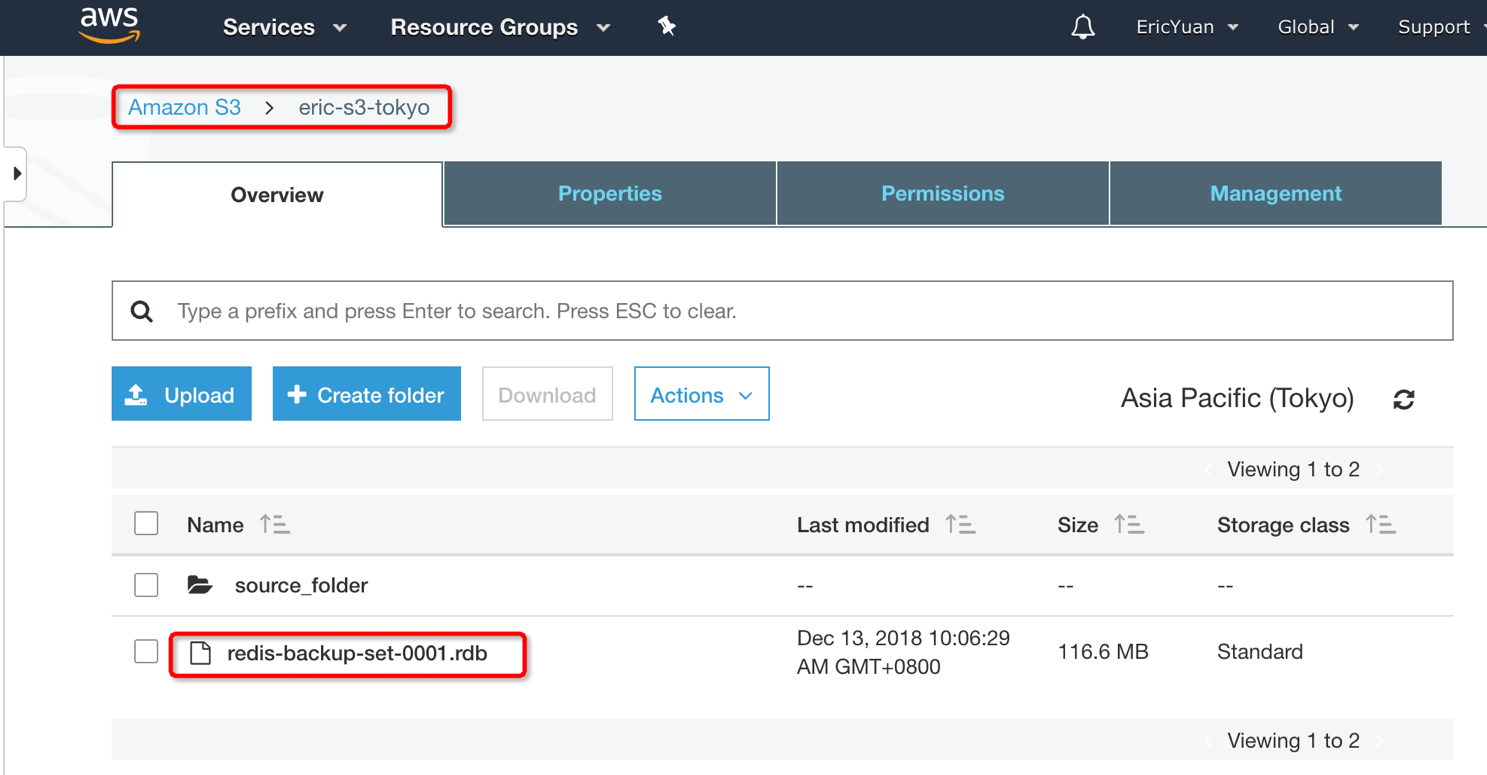 aws Services Resource Groups EricYuan Global Support
Amazon S3 > eric-s3-tokyo
Overview Properties Permissions Management
Type a prefix and press Enter to search. Press ESC to clear.
Upload + Create folder Download Actions Asia Pacific (Tokyo)
Viewing 1 to 2
Name Last modified Size Storage class
source_folder -- -- --
redis-backup-set-0001.rdb Dec 13, 2018 10:06:29 116.6 MB Standard
AM GMT+0800
Viewing 1 to 2